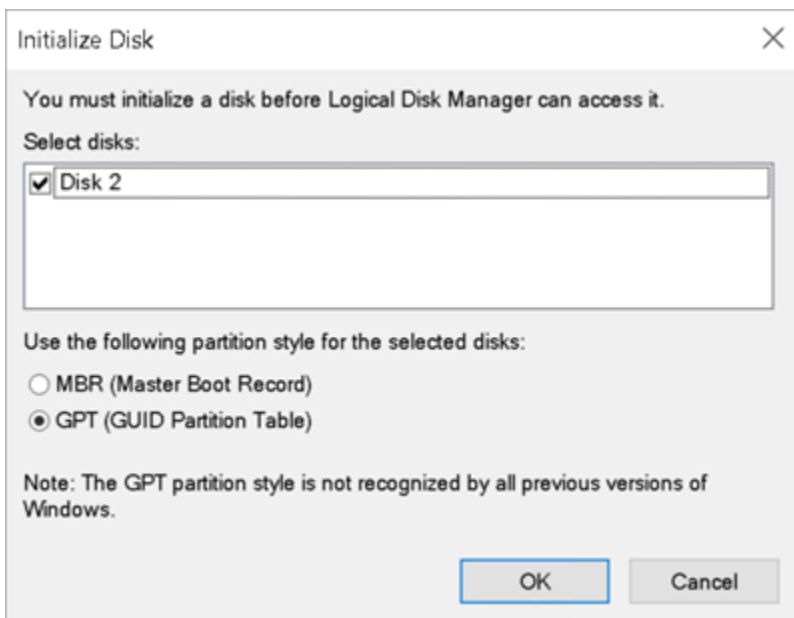 Initialize Disk
You must initialize a disk before Logical Disk Manager can access it.
Select disks:
Disk 2
Use the following partition style for the selected disks:
MBR (Master Boot Record)
GPT (GUID Partition Table)
Note: The GPT partition style is not recognized by all previous versions of
Windows.
OK Cancel